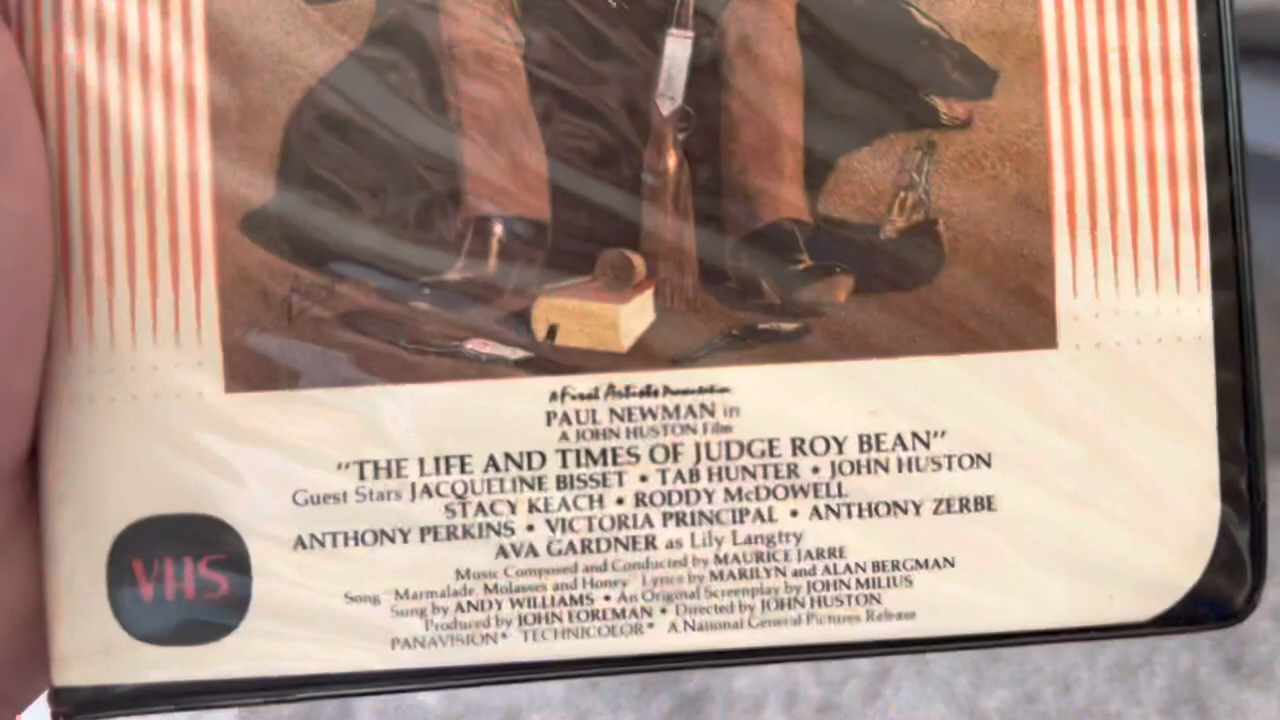 A First Artists Presentation
PAUL NEWMAN in
A JOHN HUSTON Film
"THE LIFE AND TIMES OF JUDGE ROY BEAN"
Guest Stars JACQUELINE BISSET • TAB HUNTER • JOHN HUSTON
STACY KEACH • RODDY McDOWELL
ANTHONY PERKINS • VICTORIA PRINCIPAL • ANTHONY ZERBE
AVA GARDNER as Lily Langtry
Music Composed and Conducted by MAURICE JARRE
Song Marmalade, Molasses and Honey Lyrics by MARILYN and ALAN BERGMAN
Sung by ANDY WILLIAMS • An Original Screenplay by JOHN MILIUS
Produced by JOHN FOREMAN • Directed by JOHN HUSTON
PANAVISION® TECHNICOLOR® A National General Pictures Release
VHS